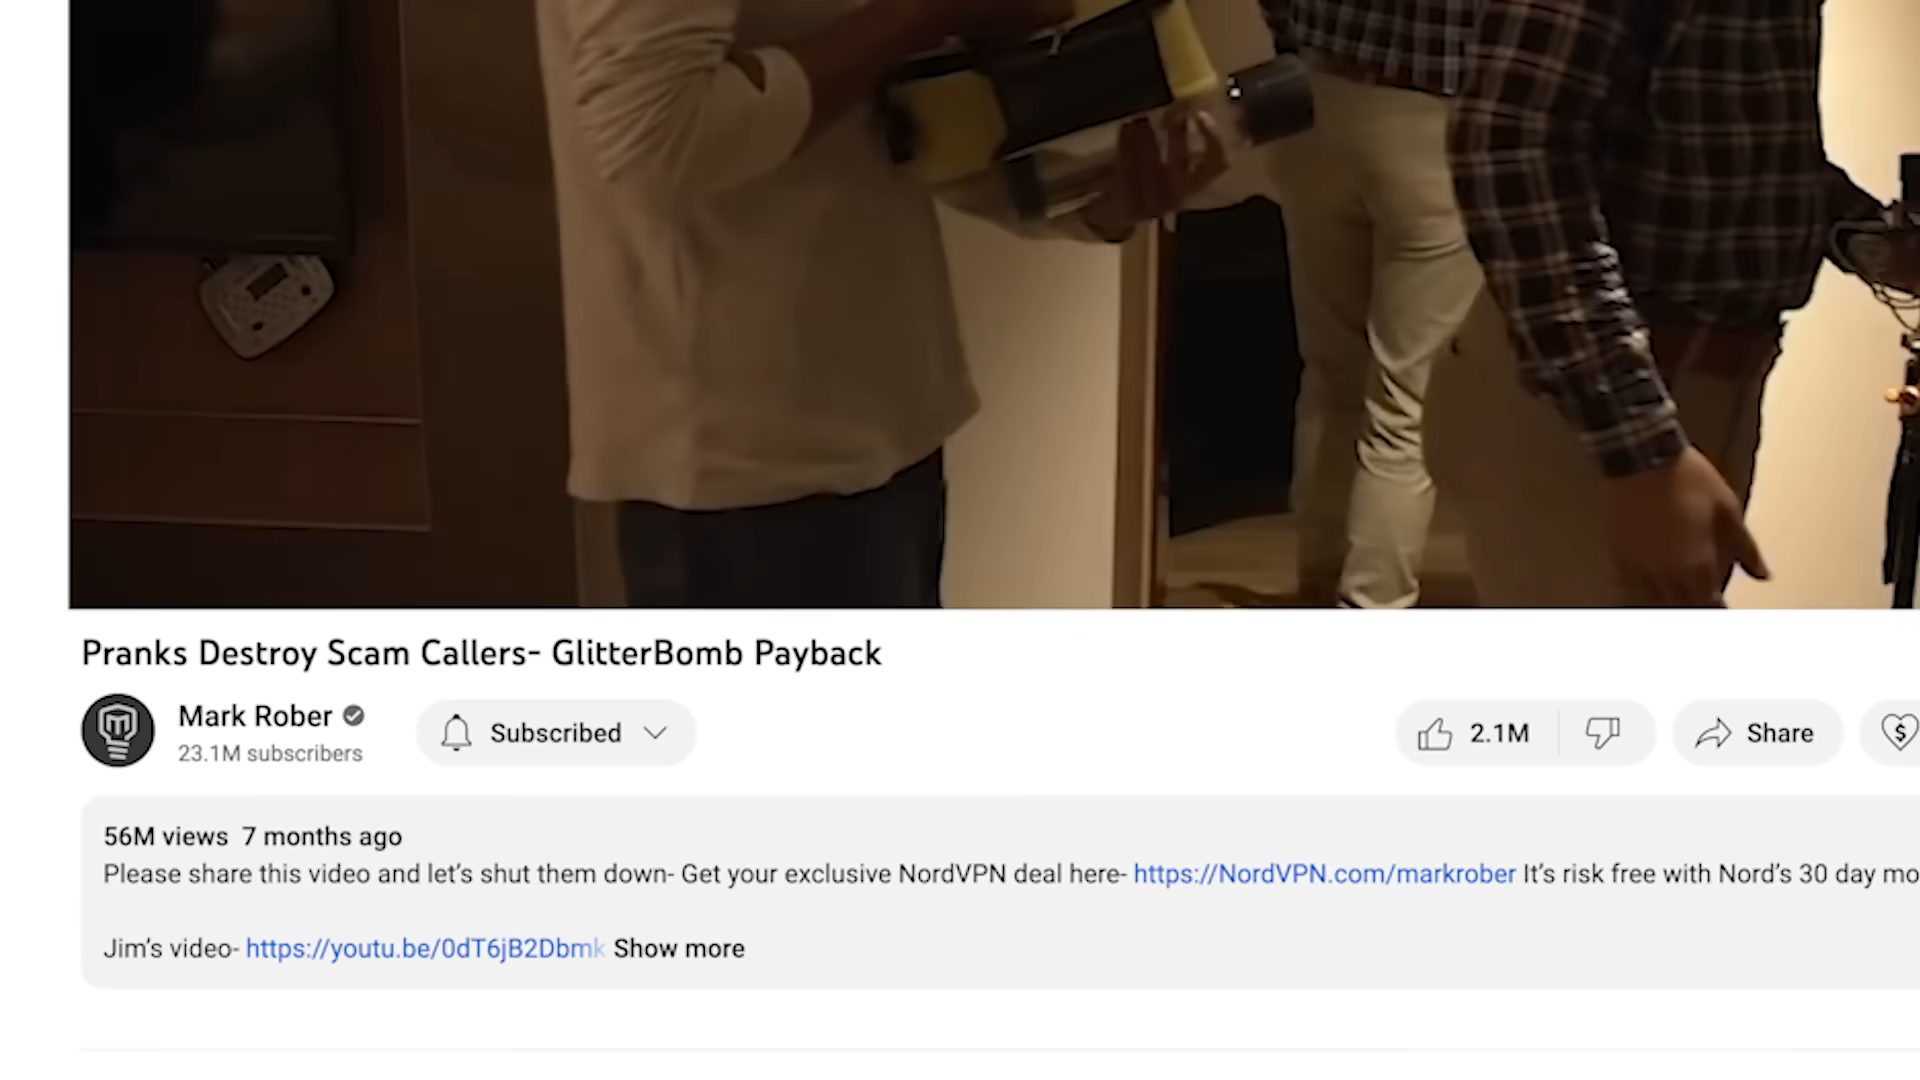 Pranks Destroy Scam Callers- GlitterBomb Payback
Mark Rober
23.1M subscribers
Subscribed
2.1M
Share
56M views 7 months ago
Please share this video and let's shut them down- Get your exclusive NordVPN deal here- https://NordVPN.com/markrober It's risk free with Nord's 30 day mo
Jim's video- https://youtu.be/0dT6jB2Dbmk Show more